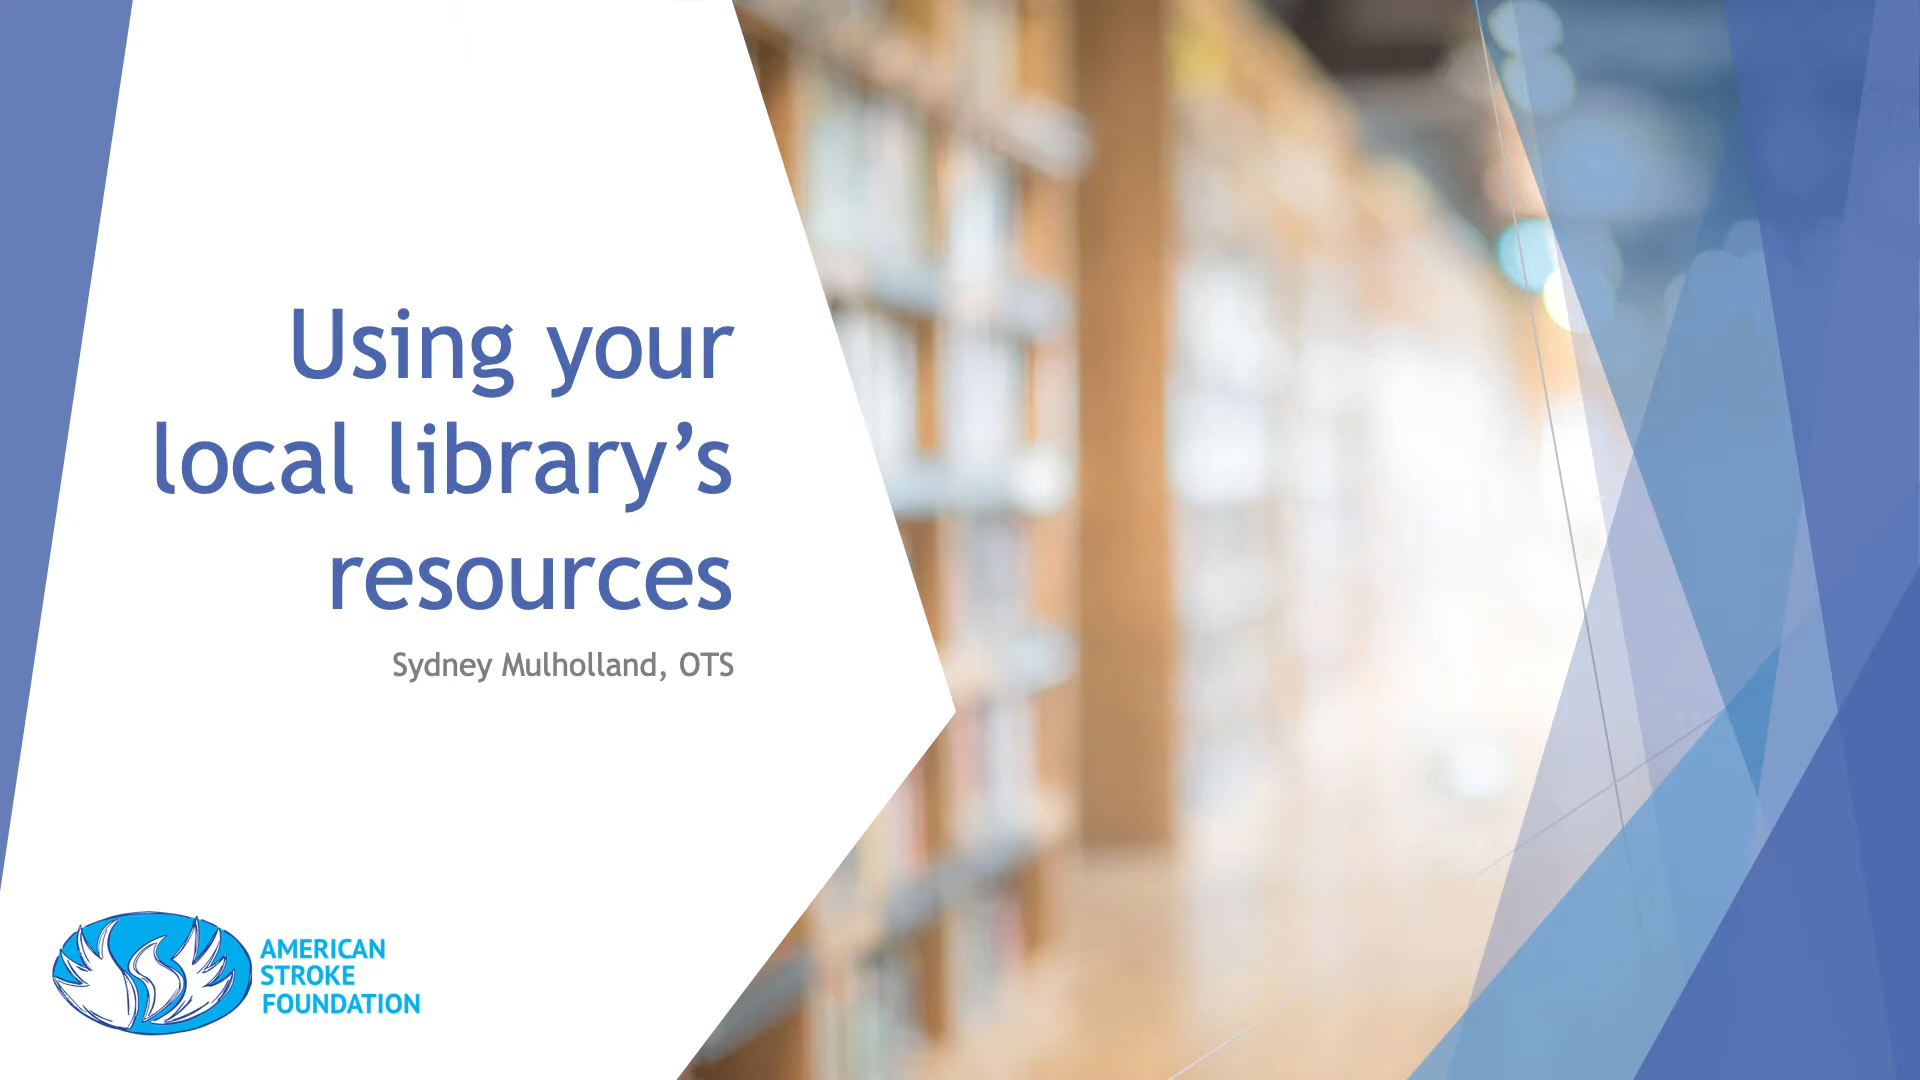 Using your
local library’s
resources
Sydney Mulholland, OTS
AMERICAN
STROKE
FOUNDATION